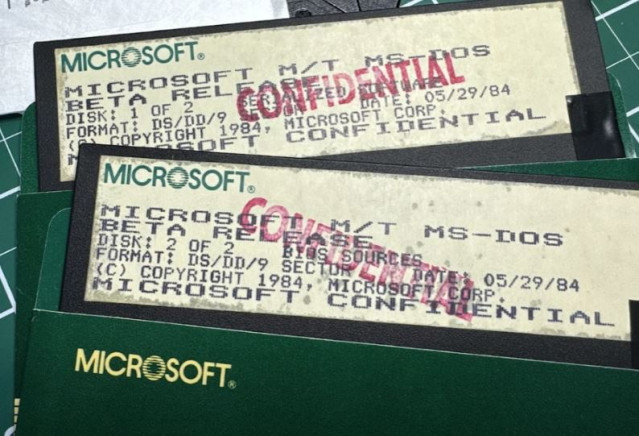 MICROSOFT®
MICROSOFT M/T MS-DOS
BETA RELEASE
CONFIDENTIAL
DISK: 1 OF 2
FORMAT: DS/DD/9 DATE: 05/29/84
(C) COPYRIGHT 1984, MICROSOFT CORP.
MICROSOFT CONFIDENTIAL
MICROSOFT®
MICROSOFT M/T MS-DOS
BETA RELEASE
CONFIDENTIAL
DISK: 2 OF 2 BIOS SOURCES
FORMAT: DS/DD/9 SECTOR DATE: 05/29/84
(C) COPYRIGHT 1984, MICROSOFT CORP.
MICROSOFT CONFIDENTIAL
MICROSOFT®